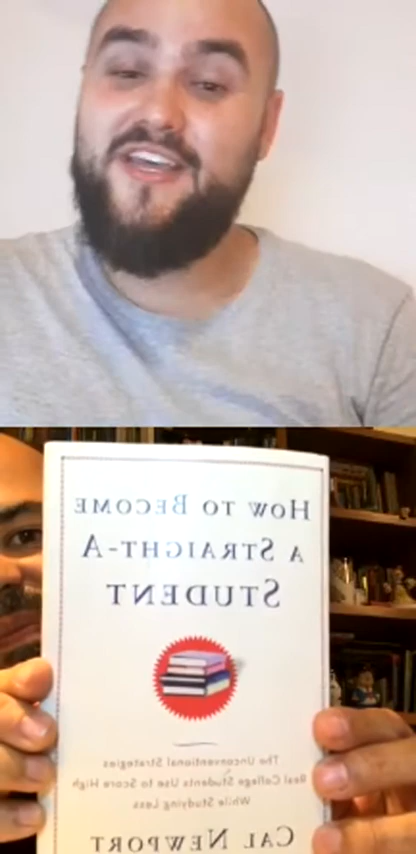 How to Become
a Straight-A
Student
The Unconventional Strategies
Real College Students Use to Score High
While Studying Less
Cal Newport